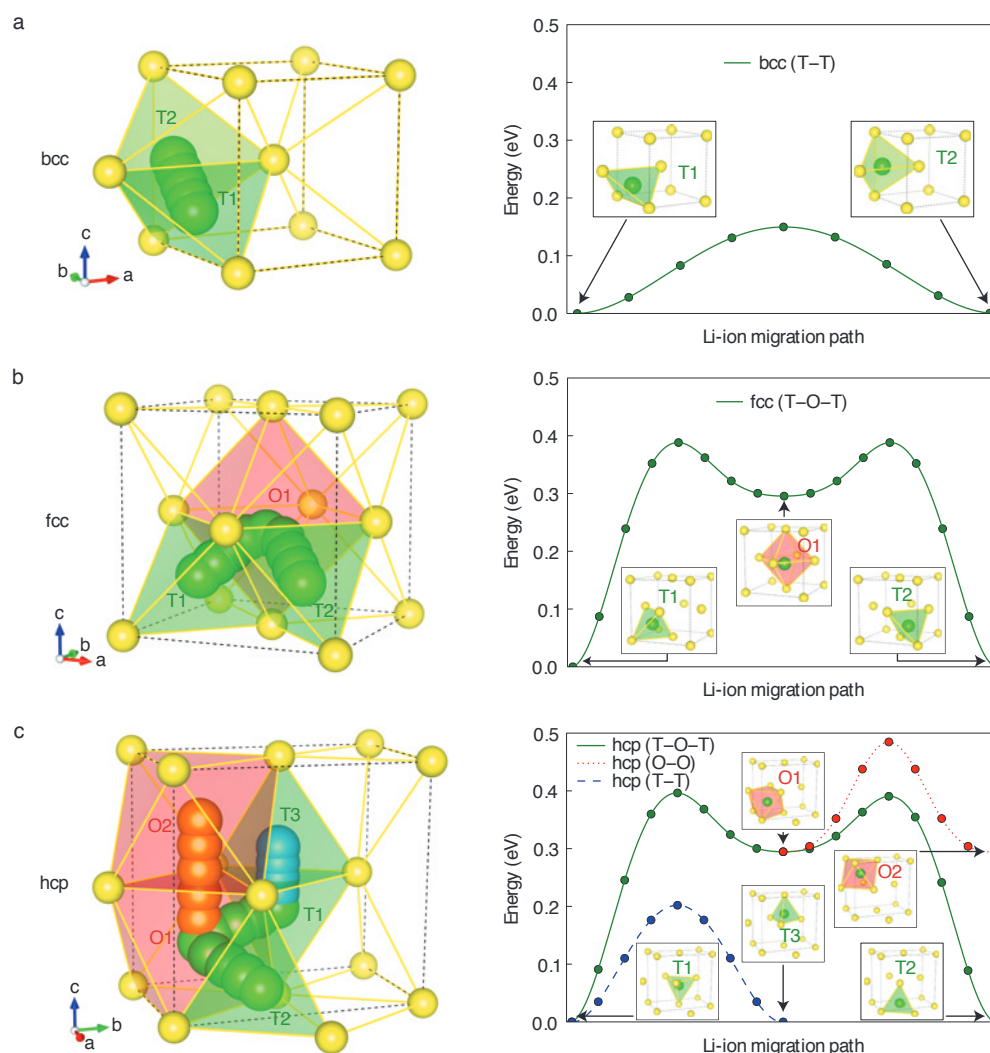 a
bcc
T2
T1
c
b
a
Energy (eV)
0.5
0.4
0.3
0.2
0.1
0.0
bcc (T–T)
T1
T2
Li-ion migration path
b
fcc
O1
T1
T2
c
b
a
Energy (eV)
0.5
0.4
0.3
0.2
0.1
0.0
fcc (T–O–T)
O1
T1
T2
Li-ion migration path
c
hcp
O2
T3
O1
T1
T2
c
b
a
Energy (eV)
0.5
0.4
0.3
0.2
0.1
0.0
hcp (T–O–T)
hcp (O–O)
hcp (T–T)
O1
O2
T3
T1
T2
Li-ion migration path